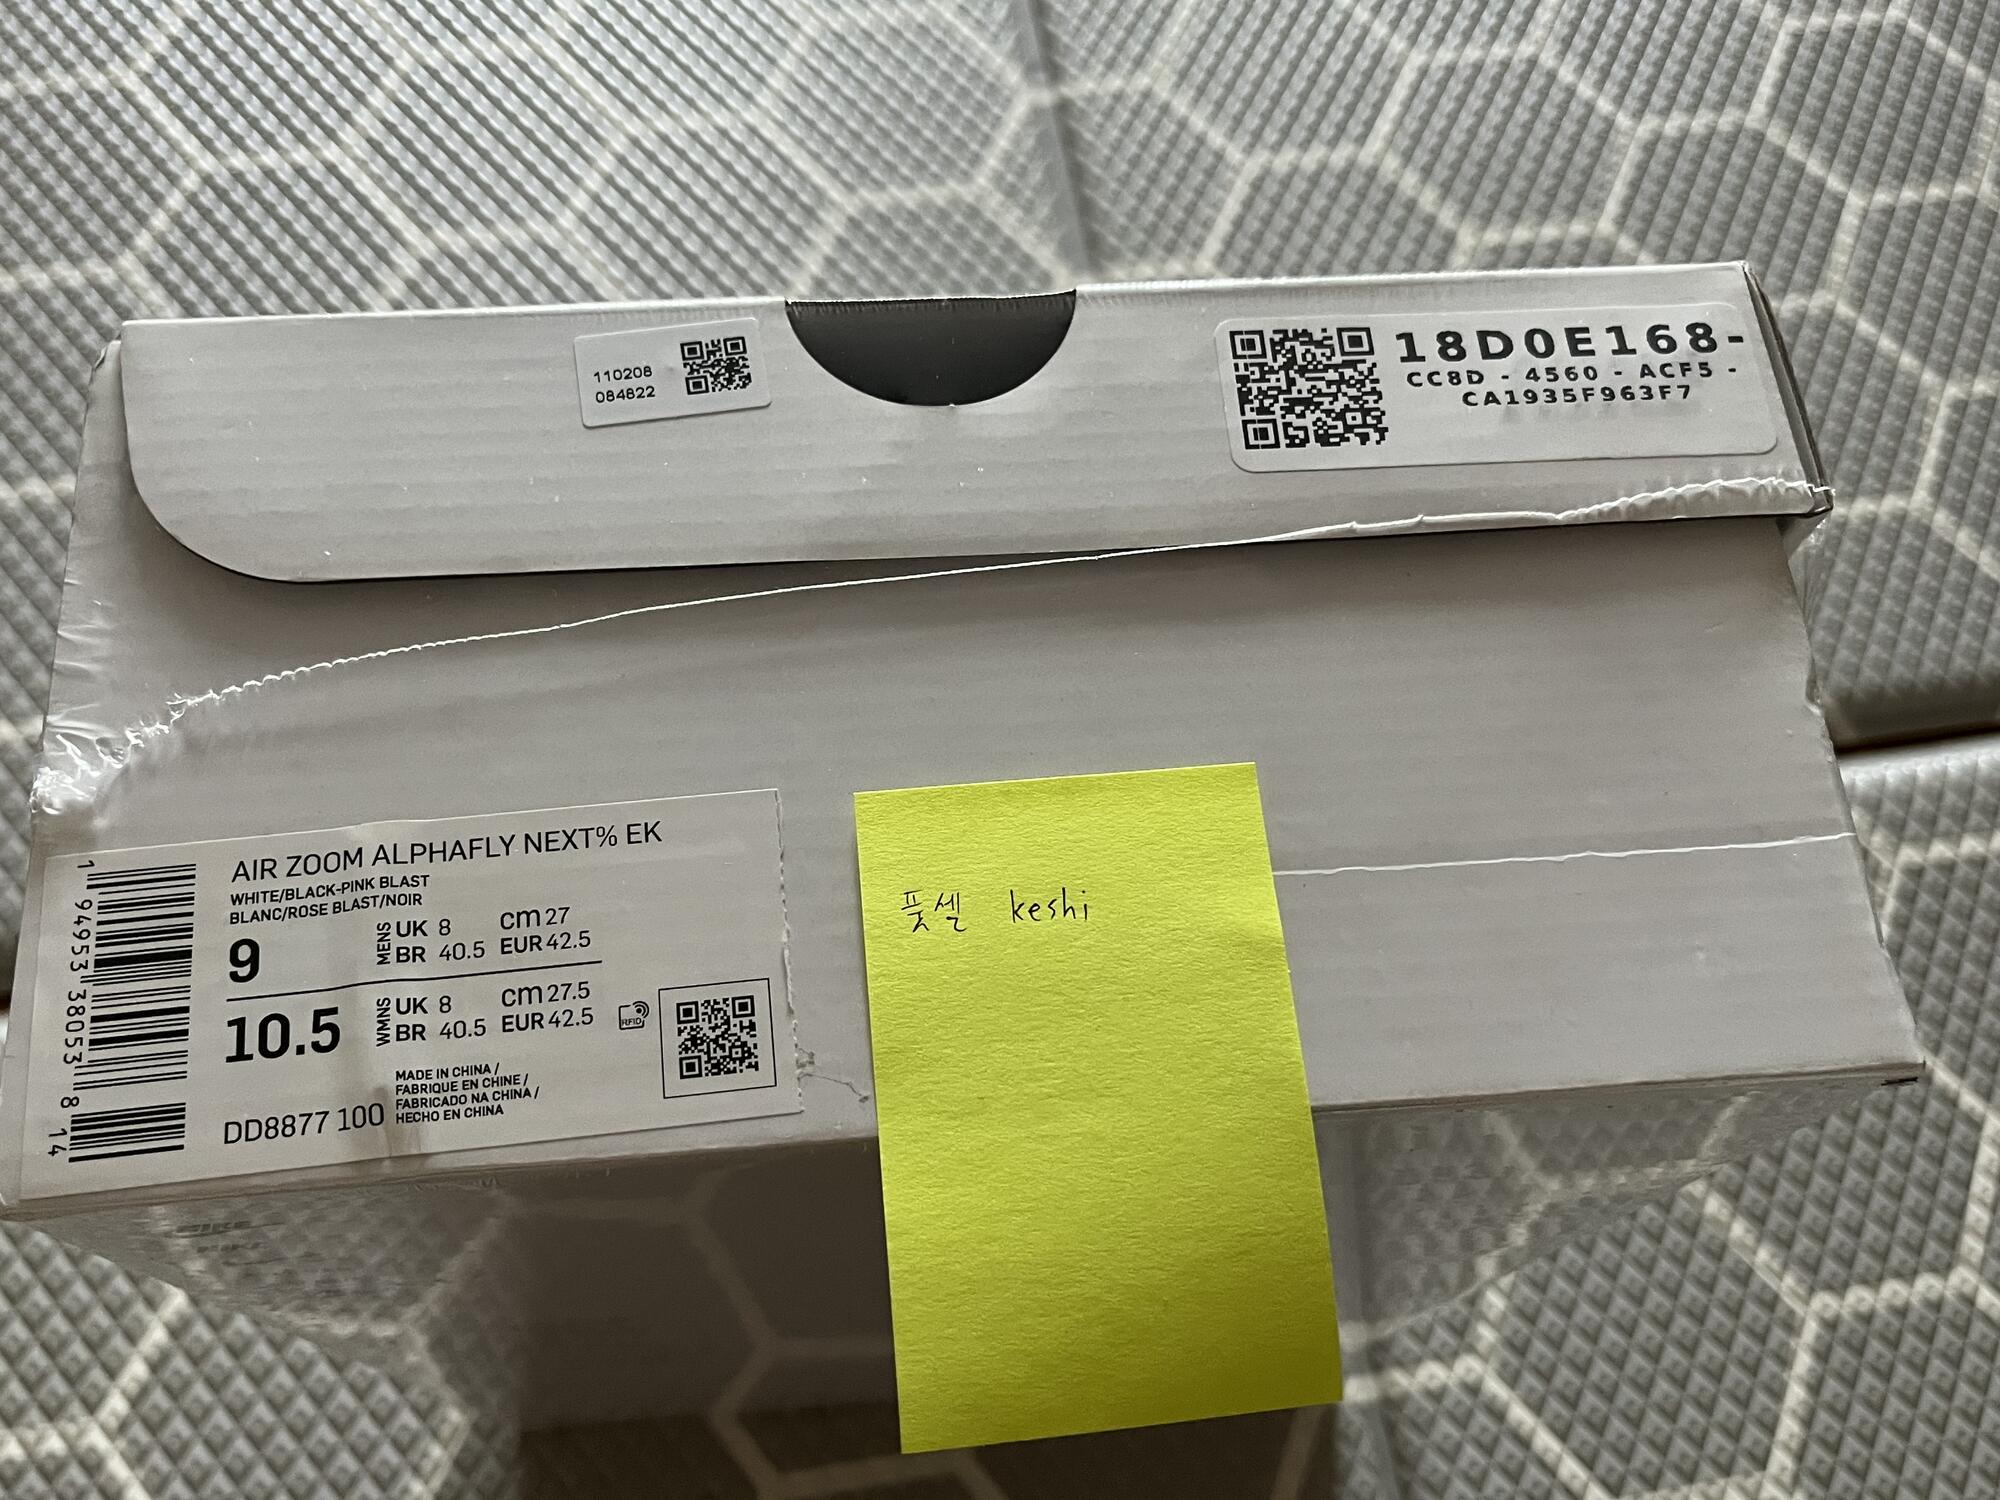 110208
084822
18D0E168-
CC8D - 4560 - ACF5 -
CA1935F963F7
AIR ZOOM ALPHAFLY NEXT% EK
WHITE/BLACK-PINK BLAST
BLANC/ROSE BLAST/NOIR
9 MENS UK 8 cm 27
BR 40.5 EUR 42.5
10.5 WMNS UK 8 cm 27.5
BR 40.5 EUR 42.5
RFID
MADE IN CHINA /
FABRIQUE EN CHINE /
FABRICADO NA CHINA /
HECHO EN CHINA
DD8877 100
1 94953 38053 8 14
풋셀 keshi